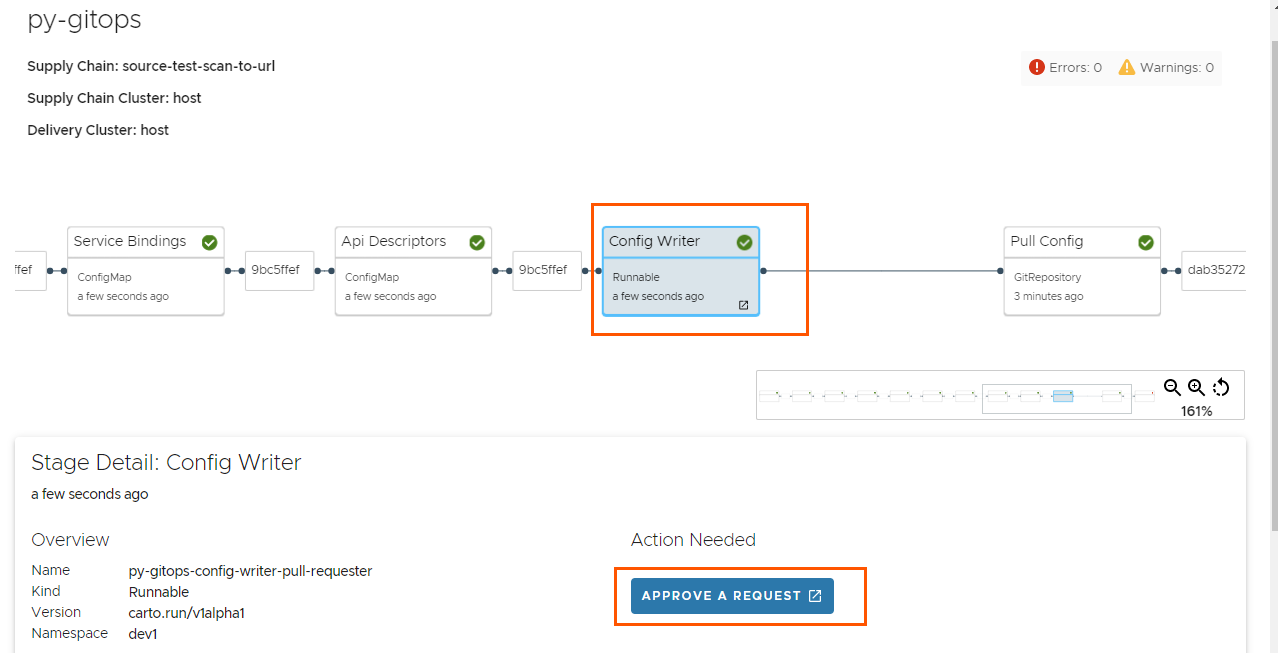 py-gitops
Supply Chain: source-test-scan-to-url
Errors: 0 Warnings: 0
Supply Chain Cluster: host
Delivery Cluster: host
ffef
Service Bindings
ConfigMap
a few seconds ago
9bc5ffef
Api Descriptors
ConfigMap
a few seconds ago
9bc5ffef
Config Writer
Runnable
a few seconds ago
Pull Config
GitRepository
3 minutes ago
dab35272
161%
Stage Detail: Config Writer
a few seconds ago
Overview
Name py-gitops-config-writer-pull-requester
Kind Runnable
Version carto.run/v1alpha1
Namespace dev1
Action Needed
APPROVE A REQUEST